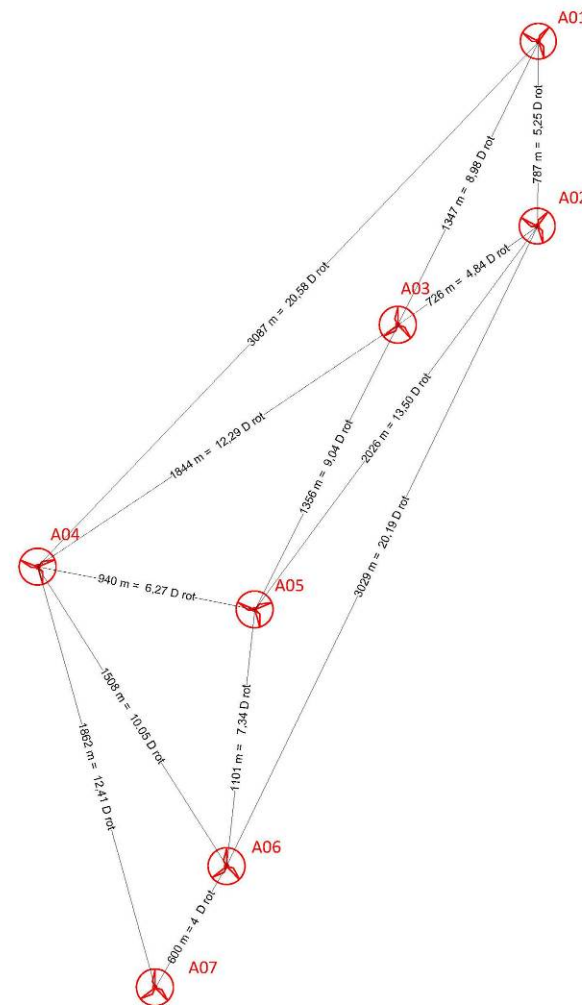 A01
787 m = 5,25 D rot
1347 m = 8,98 D rot
A02
3087 m = 20,58 D rot
726 m = 4,84 D rot
A03
2026 m = 13,50 D rot
1844 m = 12,29 D rot
1356 m = 9,04 D rot
3029 m = 20,19 D rot
A04
940 m = 6,27 D rot
A05
1508 m = 10,05 D rot
1101 m = 7,34 D rot
1862 m = 12,41 D rot
A06
600 m = 4 D rot
A07